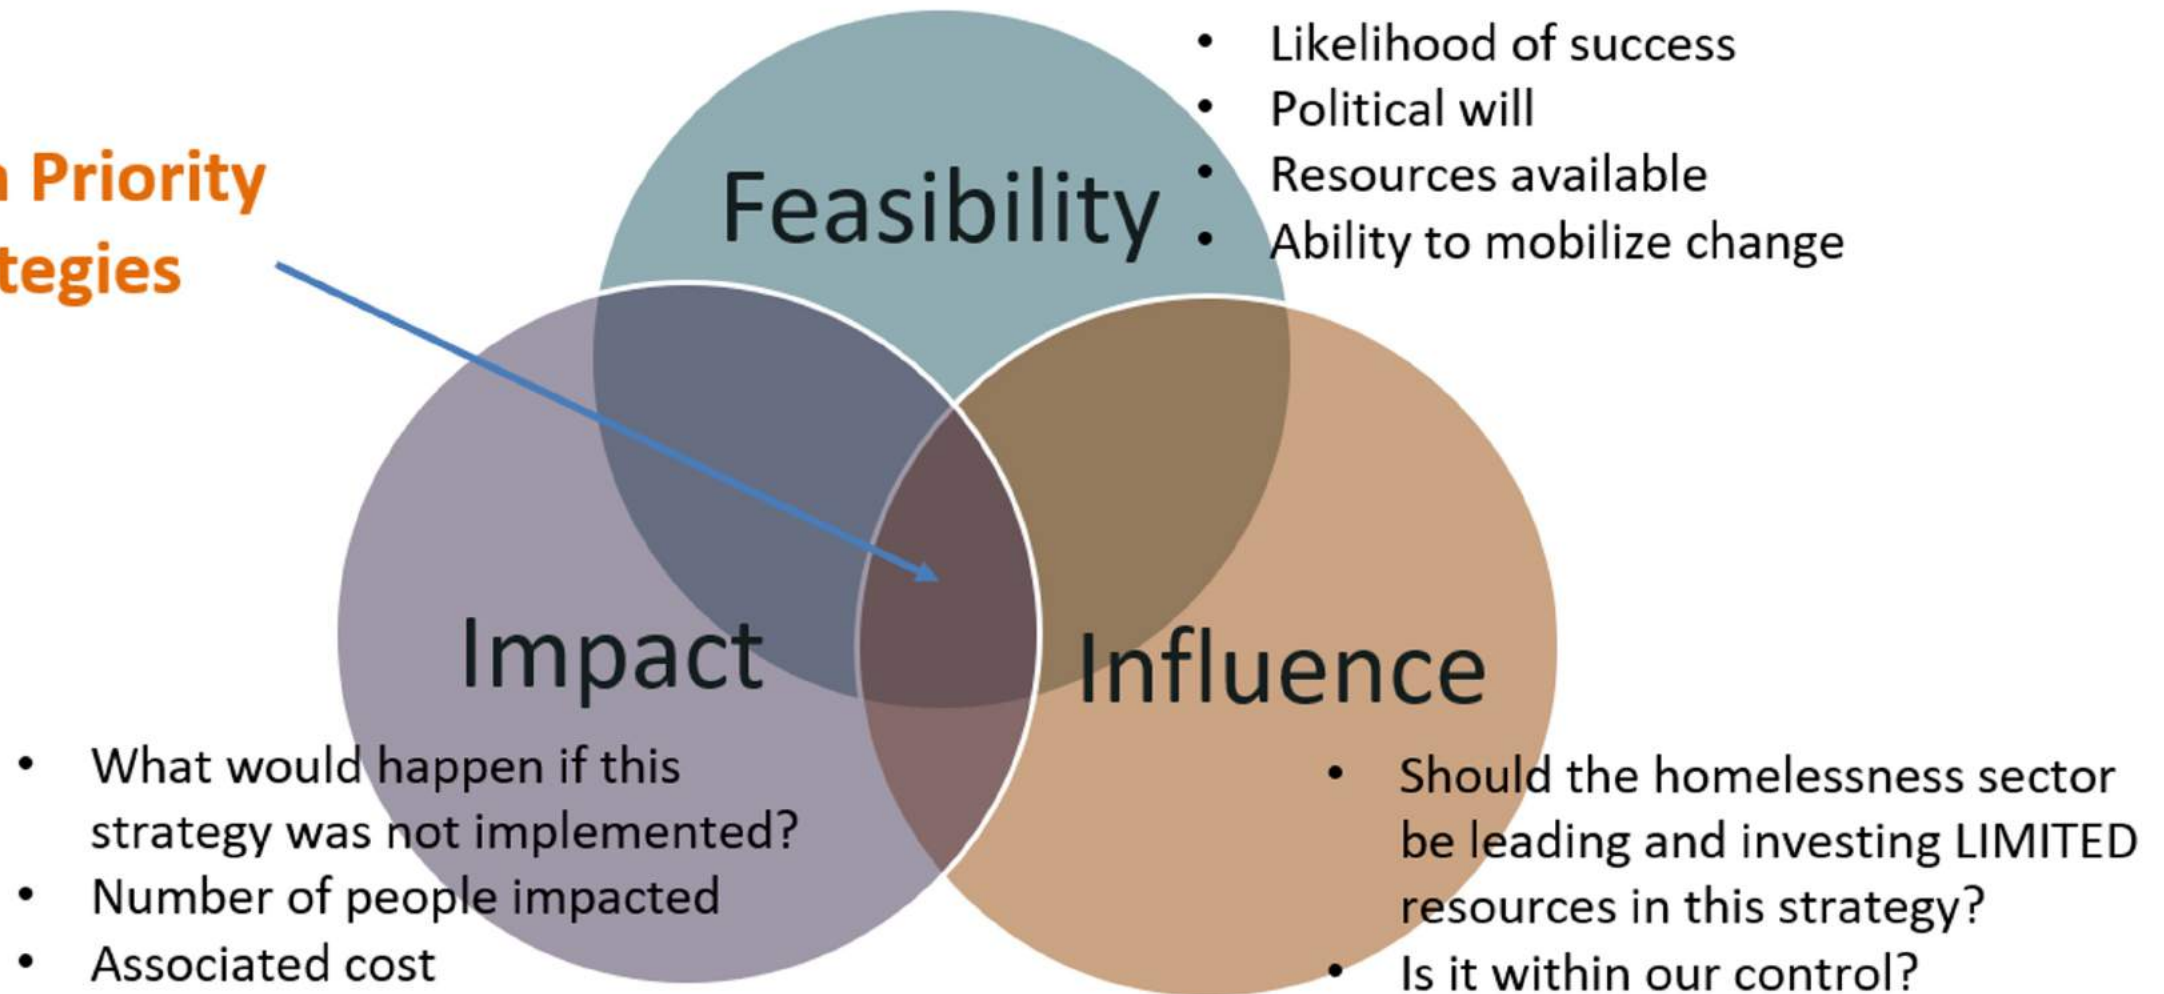 Priority
tegies
Feasibility
• Likelihood of success
• Political will
• Resources available
• Ability to mobilize change
Impact
• What would happen if this
strategy was not implemented?
• Number of people impacted
• Associated cost
Influence
• Should the homelessness sector
be leading and investing LIMITED
resources in this strategy?
• Is it within our control?